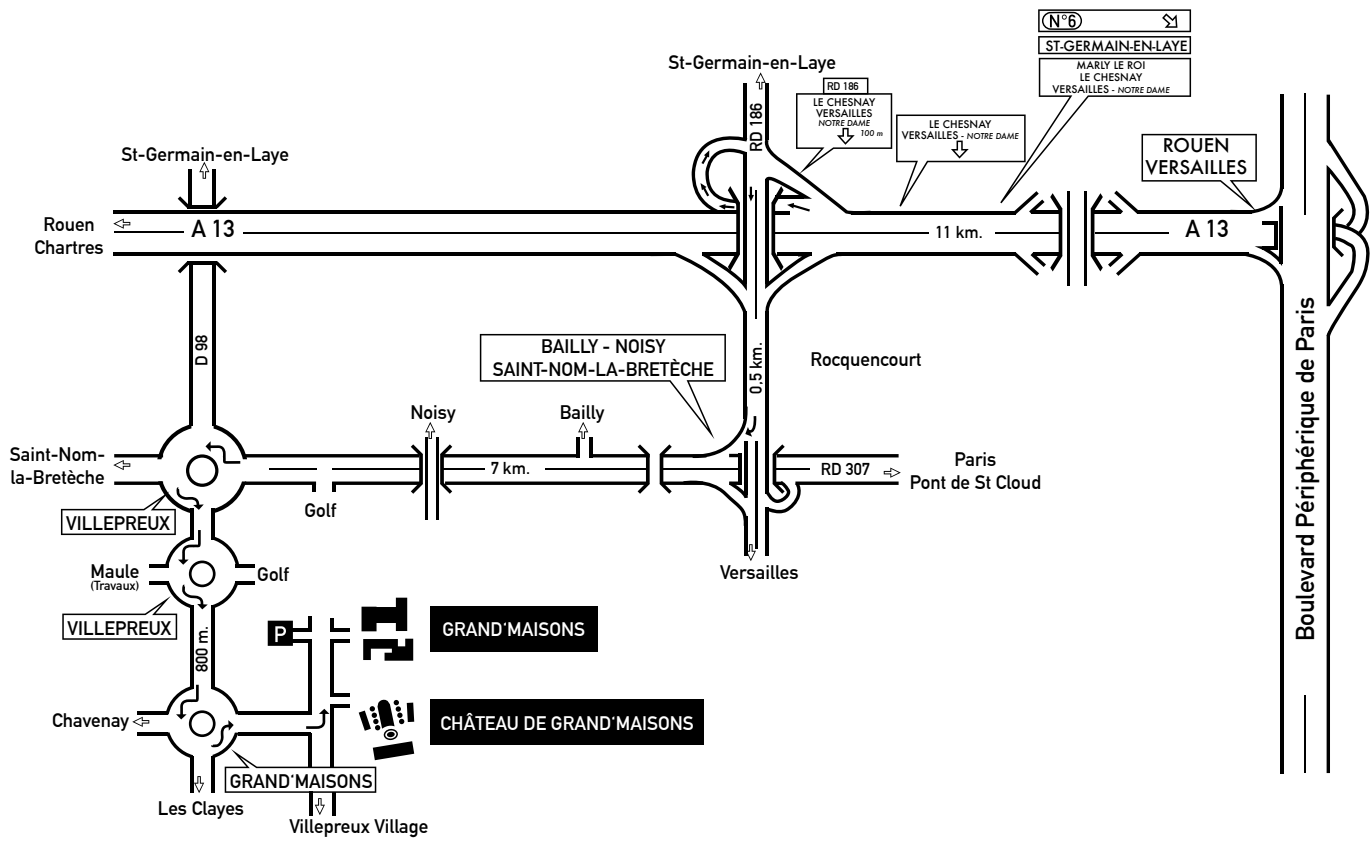 N°6
ST-GERMAIN-EN-LAYE
MARLY LE ROI
LE CHESNAY
VERSAILLES - NOTRE DAME
St-Germain-en-Laye
RD 186
RD 186
LE CHESNAY
VERSAILLES
NOTRE DAME
100 m
LE CHESNAY
VERSAILLES - NOTRE DAME
ROUEN
VERSAILLES
St-Germain-en-Laye
Rouen
Chartres
A 13
11 km.
A 13
D 98
BAILLY - NOISY
SAINT-NOM-LA-BRETÈCHE
0,5 km.
Rocquencourt
Boulevard Périphérique de Paris
Noisy
Bailly
Saint-Nom-
la-Bretèche
7 km.
RD 307
Paris
Pont de St Cloud
Golf
VILLEPREUX
Maule
(Travaux)
Golf
Versailles
VILLEPREUX
800 m.
P
GRAND'MAISONS
Chavenay
CHÂTEAU DE GRAND'MAISONS
GRAND'MAISONS
Les Clayes
Villepreux Village